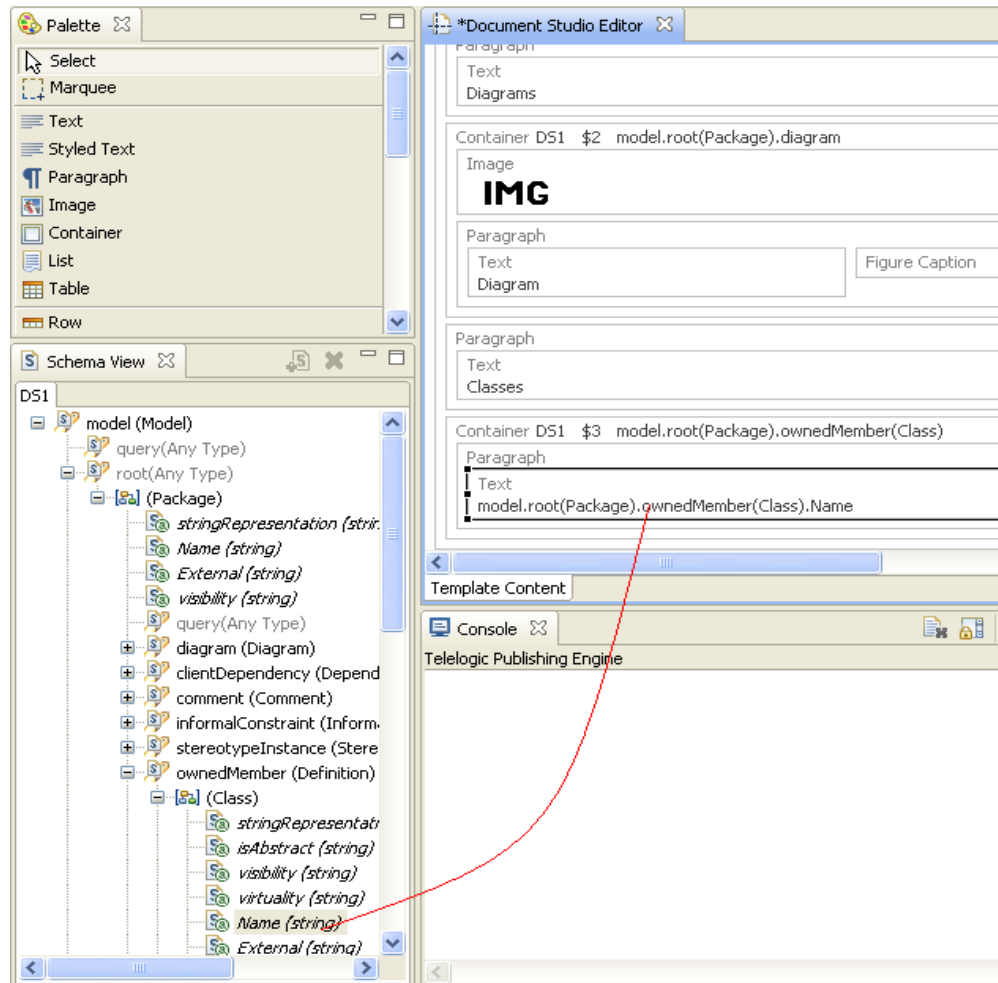 Palette
Select
Marquee
Text
Styled Text
Paragraph
Image
Container
List
Table
Row
Schema View
DS1
model (Model)
query(Any Type)
root(Any Type)
(Package)
stringRepresentation (strin
Name (string)
External (string)
visibility (string)
query(Any Type)
diagram (Diagram)
clientDependency (Depend
comment (Comment)
informalConstraint (Inform
stereotypeInstance (Stere
ownedMember (Definition)
(Class)
stringRepresentati
isAbstract (string)
visibility (string)
virtuality (string)
Name (string)
External (string)
*Document Studio Editor
Paragraph
Text
Diagrams
Container DS1 $2 model.root(Package).diagram
Image
IMG
Paragraph
Text
Diagram
Figure Caption
Paragraph
Text
Classes
Container DS1 $3 model.root(Package).ownedMember(Class)
Paragraph
Text
model.root(Package).ownedMember(Class).Name
Template Content
Console
Telelogic Publishing Engine